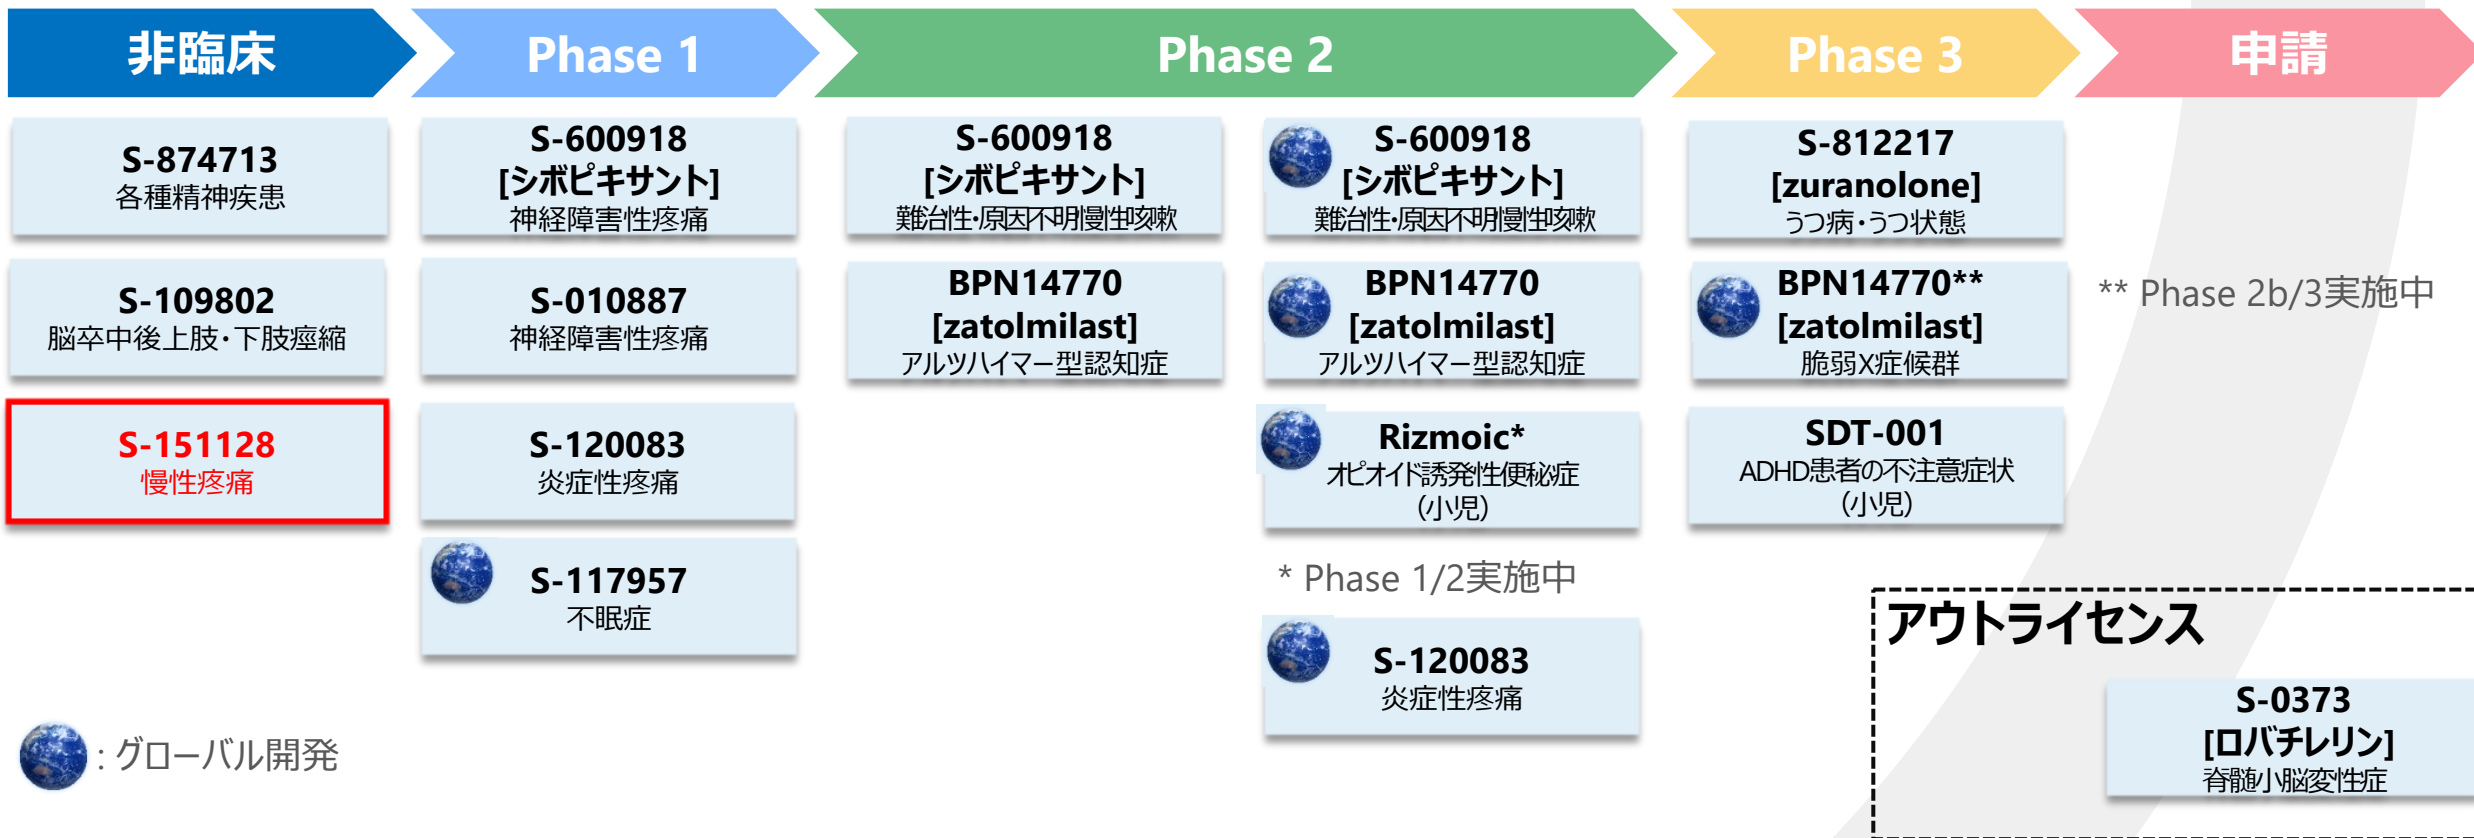 非臨床
Phase 1
Phase 2
Phase 3
申請
S-874713
各種精神疾患
S-109802
脳卒中後上肢・下肢痙縮
S-151128
慢性疼痛
S-600918
[シボピキサント]
神経障害性疼痛
S-010887
神経障害性疼痛
S-120083
炎症性疼痛
S-117957
不眠症
S-600918
[シボピキサント]
難治性・原因不明慢性咳嗽
BPN14770
[zatolmilast]
アルツハイマー型認知症
S-600918
[シボピキサント]
難治性・原因不明慢性咳嗽
BPN14770
[zatolmilast]
アルツハイマー型認知症
Rizmoic*
オピオイド誘発性便秘症
（小児）
* Phase 1/2実施中
S-120083
炎症性疼痛
S-812217
[zuranolone]
うつ病・うつ状態
BPN14770**
[zatolmilast]
脆弱X症候群
SDT-001
ADHD患者の不注意症状
（小児）
** Phase 2b/3実施中
アウトライセンス
S-0373
[ロバチレリン]
脊髄小脳変性症
: グローバル開発